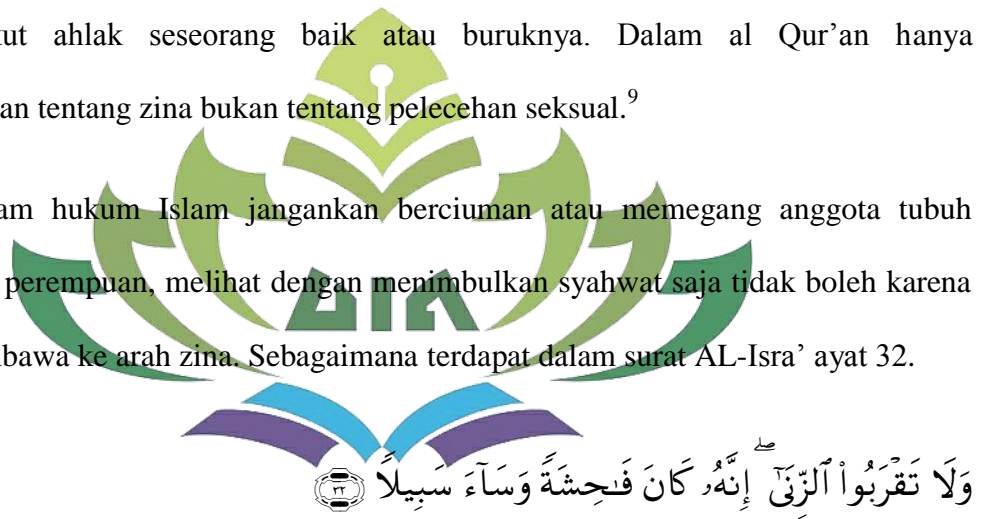 ut ahlak seseorang baik atau buruknya. Dalam al Qur’an hanya
an tentang zina bukan tentang pelecehan seksual.9
am hukum Islam jangankan berciuman atau memegang anggota tubuh
perempuan, melihat dengan menimbulkan syahwat saja tidak boleh karena
bawa ke arah zina. Sebagaimana terdapat dalam surat AL-Isra’ ayat 32.
وَلَا تَقْرَبُواْ ٱلزِّنَىٰٓ ۖ إِنَّهُۥ كَانَ فَـٰحِشَةً وَسَآءَ سَبِيلاً ۝٣٢